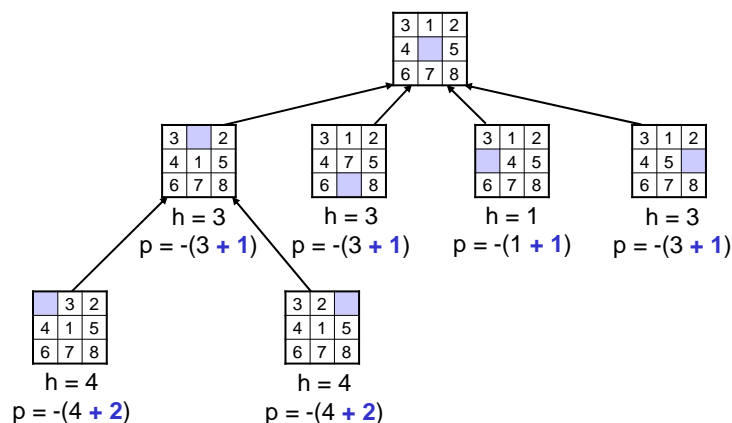 3 1 2
4 5
6 7 8
3 2
4 1 5
6 7 8
h = 3
p = -(3 + 1)
3 1 2
4 7 5
6 8
h = 3
p = -(3 + 1)
3 1 2
4 5
6 7 8
h = 1
p = -(1 + 1)
3 1 2
4 5
6 7 8
h = 3
p = -(3 + 1)
3 2
4 1 5
6 7 8
h = 4
p = -(4 + 2)
3 2
4 1 5
6 7 8
h = 4
p = -(4 + 2)